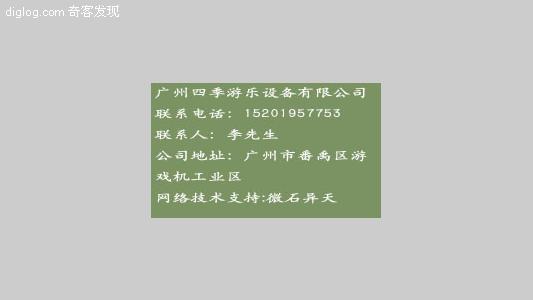 diglog.com 奇客发现
广州四季游乐设备有限公司
联系电话：15201957753
联系人：李先生
公司地址：广州市番禹区游
戏机工业区
网络技术支持:微石异天